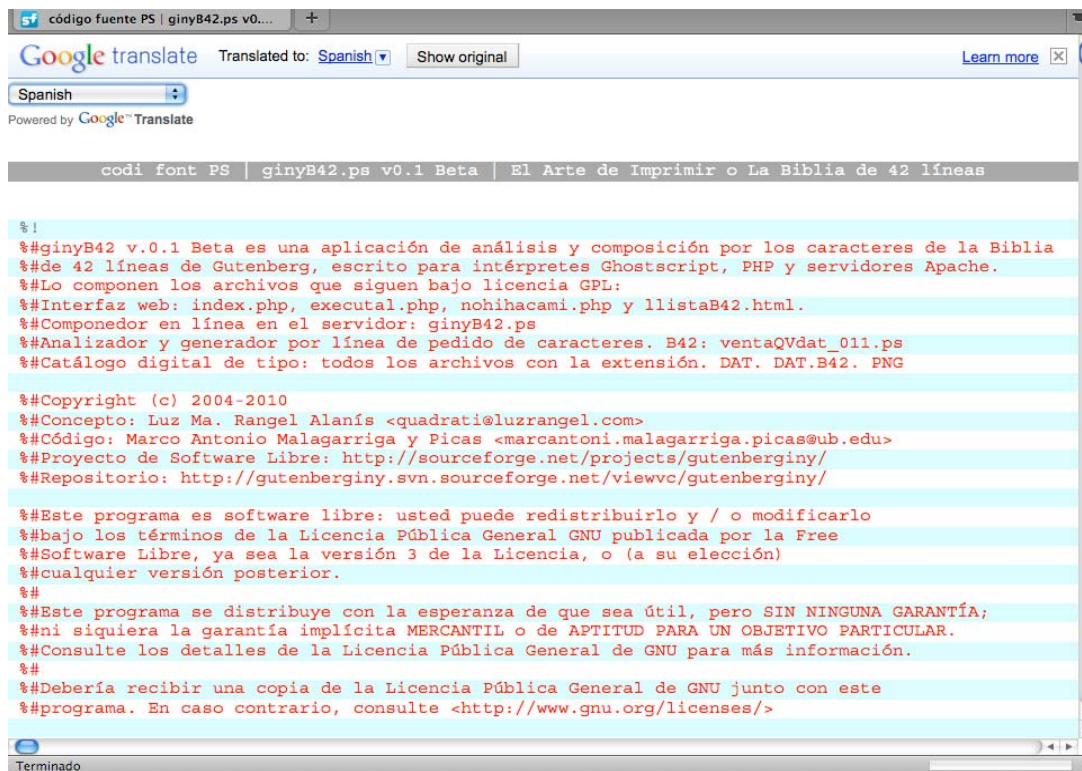 código fuente PS | ginyB42.ps v0....
Google translate Translated to: Spanish Show original Learn more
Spanish
Powered by Google™ Translate
codi font PS | ginyB42.ps v0.1 Beta | El Arte de Imprimir o La Biblia de 42 líneas
%!
%#ginyB42 v.0.1 Beta es una aplicación de análisis y composición por los caracteres de la Biblia
%#de 42 líneas de Gutenberg, escrito para intérpretes Ghostscript, PHP y servidores Apache.
%#Lo componen los archivos que siguen bajo licencia GPL:
%#Interfaz web: index.php, executal.php, nohihacami.php y llistaB42.html.
%#Componedor en línea en el servidor: ginyB42.ps
%#Analizador y generador por línea de pedido de caracteres. B42: ventaQVdat_011.ps
%#Catálogo digital de tipo: todos los archivos con la extensión. DAT. DAT.B42. PNG
%#Copyright (c) 2004-2010
%#Concepto: Luz Ma. Rangel Alanís <quadrati@luzrangel.com>
%#Código: Marco Antonio Malagarriga y Picas <marcantoni.malagarriga.picas@ub.edu>
%#Proyecto de Software Libre: http://sourceforge.net/projects/gutenberginy/
%#Repositorio: http://gutenberginy.svn.sourceforge.net/viewvc/gutenberginy/
%#Este programa es software libre: usted puede redistribuirlo y / o modificarlo
%#bajo los términos de la Licencia Pública General GNU publicada por la Free
%#Software Libre, ya sea la versión 3 de la Licencia, o (a su elección)
%#cualquier versión posterior.
%#
%#Este programa se distribuye con la esperanza de que sea útil, pero SIN NINGUNA GARANTÍA;
%#ni siquiera la garantía implícita MERCANTIL o de APTITUD PARA UN OBJETIVO PARTICULAR.
%#Consulte los detalles de la Licencia Pública General de GNU para más información.
%#
%#Debería recibir una copia de la Licencia Pública General de GNU junto con este
%#programa. En caso contrario, consulte <http://www.gnu.org/licenses/>
Terminado